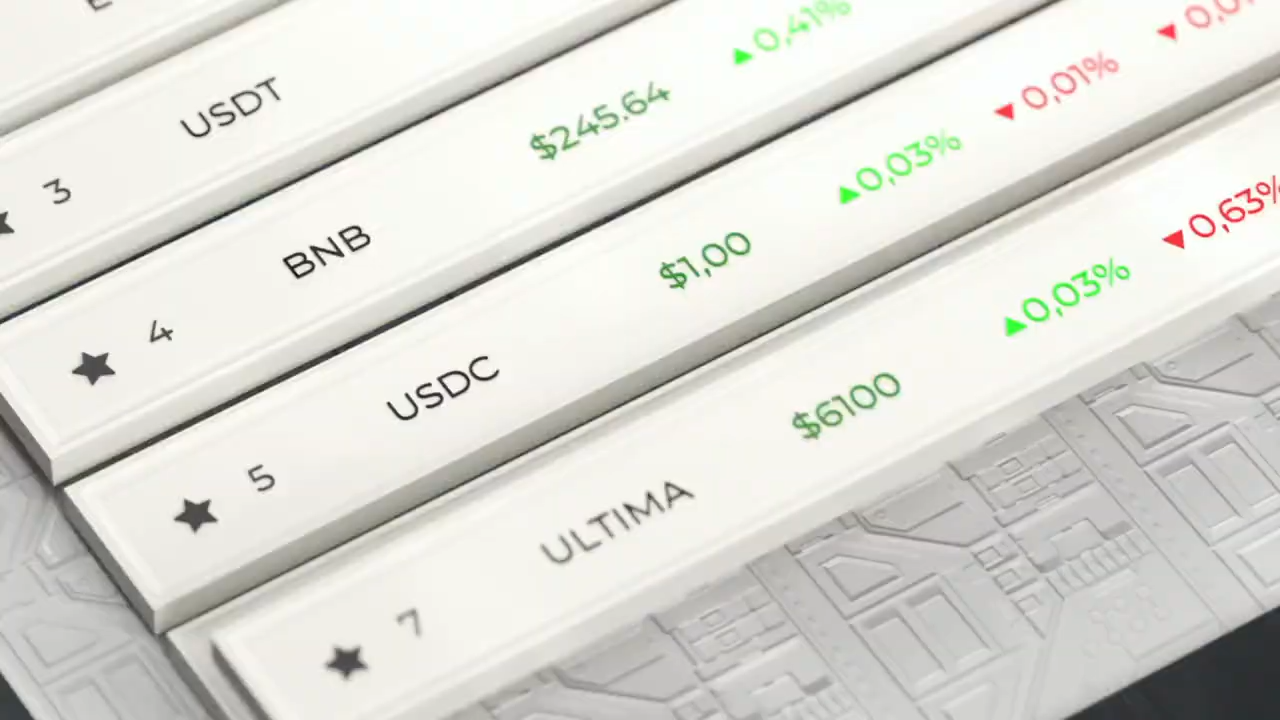 3 USDT
4 BNB $245.64 ▲0,41%
5 USDC $1,00 ▲0,03% ▼0,01%
7 ULTIMA $6100 ▲0,03% ▼0,63%